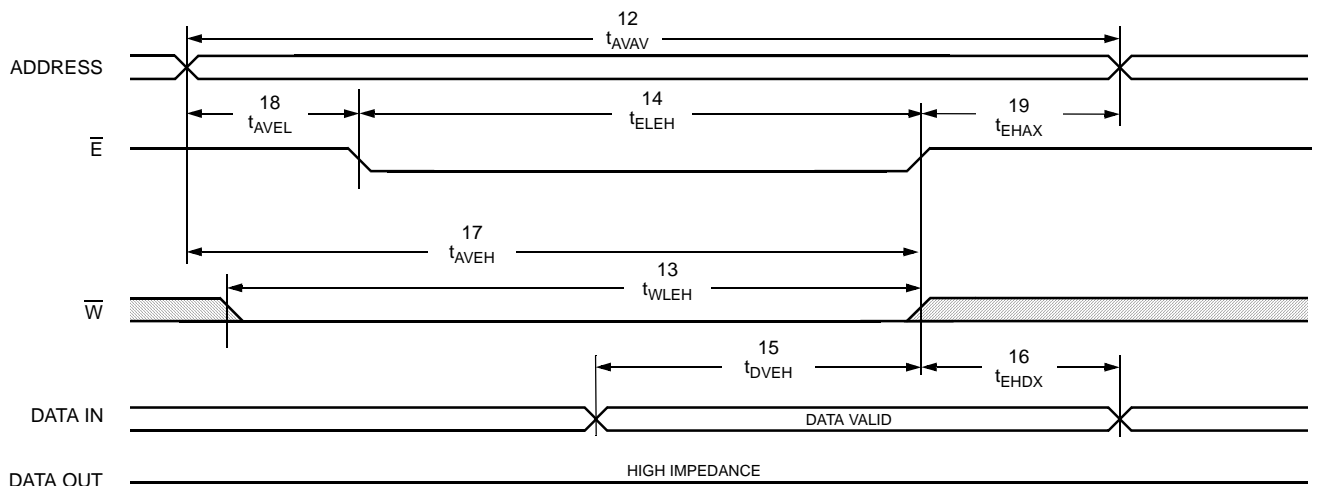 12
tAVAV
ADDRESS
18
tAVEL
14
tELEH
19
tEHAX
E
17
tAVEH
13
tWLEH
W
15
tDVEH
16
tEHDX
DATA IN
DATA VALID
DATA OUT
HIGH IMPEDANCE